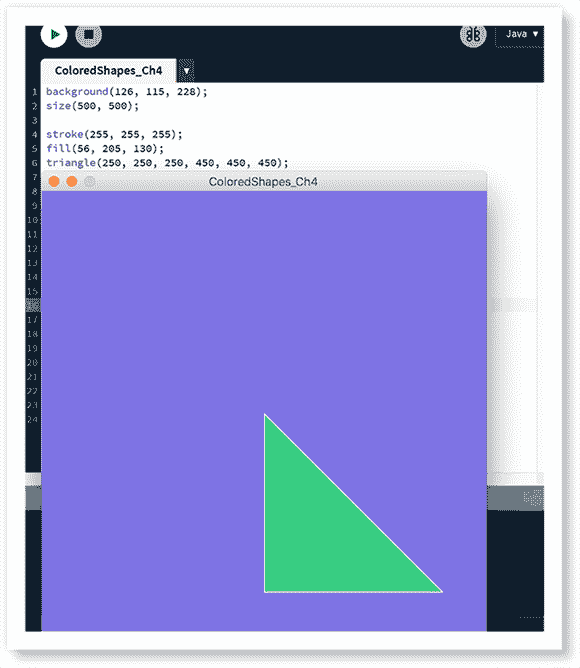 Java ▼
ColoredShapes_Ch4 ▼
1 background(126, 115, 228);
2 size(500, 500);
3
4 stroke(255, 255, 255);
5 fill(56, 205, 130);
6 triangle(250, 250, 250, 450, 450, 450);
7 ColoredShapes_Ch4
8
9
10
11
12
13
14
15
17
18
19
20
21
22
23
24